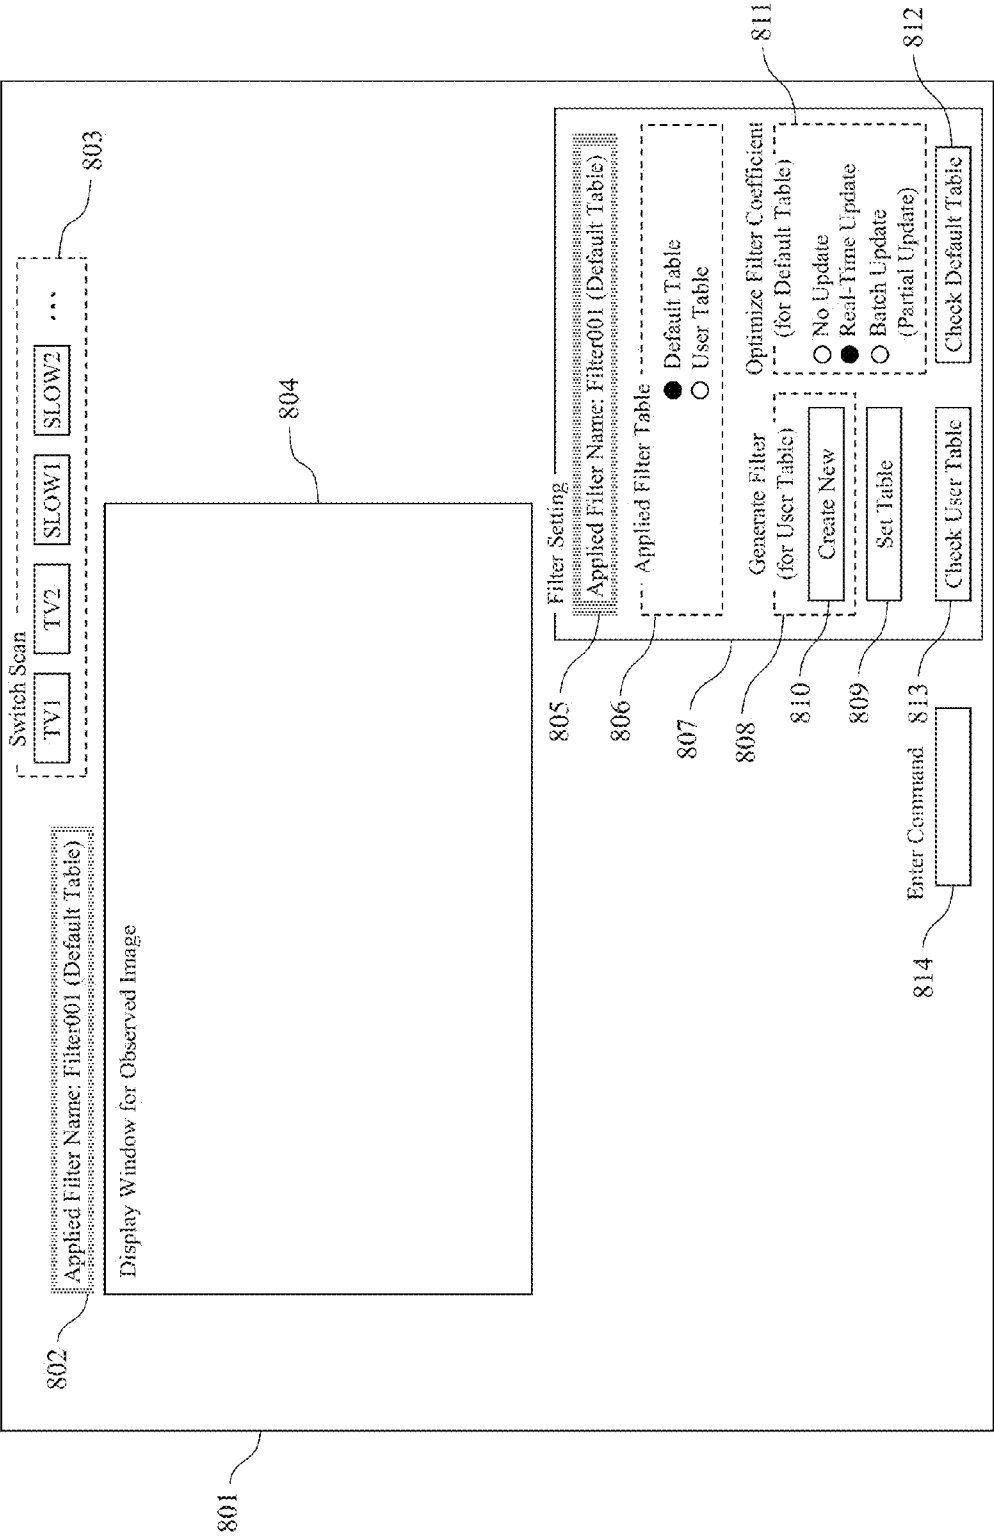 801
802
Applied Filter Name: Filter001 (Default Table)
Switch Scan
TV1
TV2
SLOW1
SLOW2
...
803
Display Window for Observed Image
804
Filter Setting
805
Applied Filter Name: Filter001 (Default Table)
806
Applied Filter Table
Default Table
User Table
807
808
Generate Filter
(for User Table)
810
Create New
809
Set Table
Optimize Filter Coefficient
(for Default Table)
811
No Update
Real-Time Update
Batch Update
(Partial Update)
813
Check User Table
Check Default Table
812
Enter Command
814